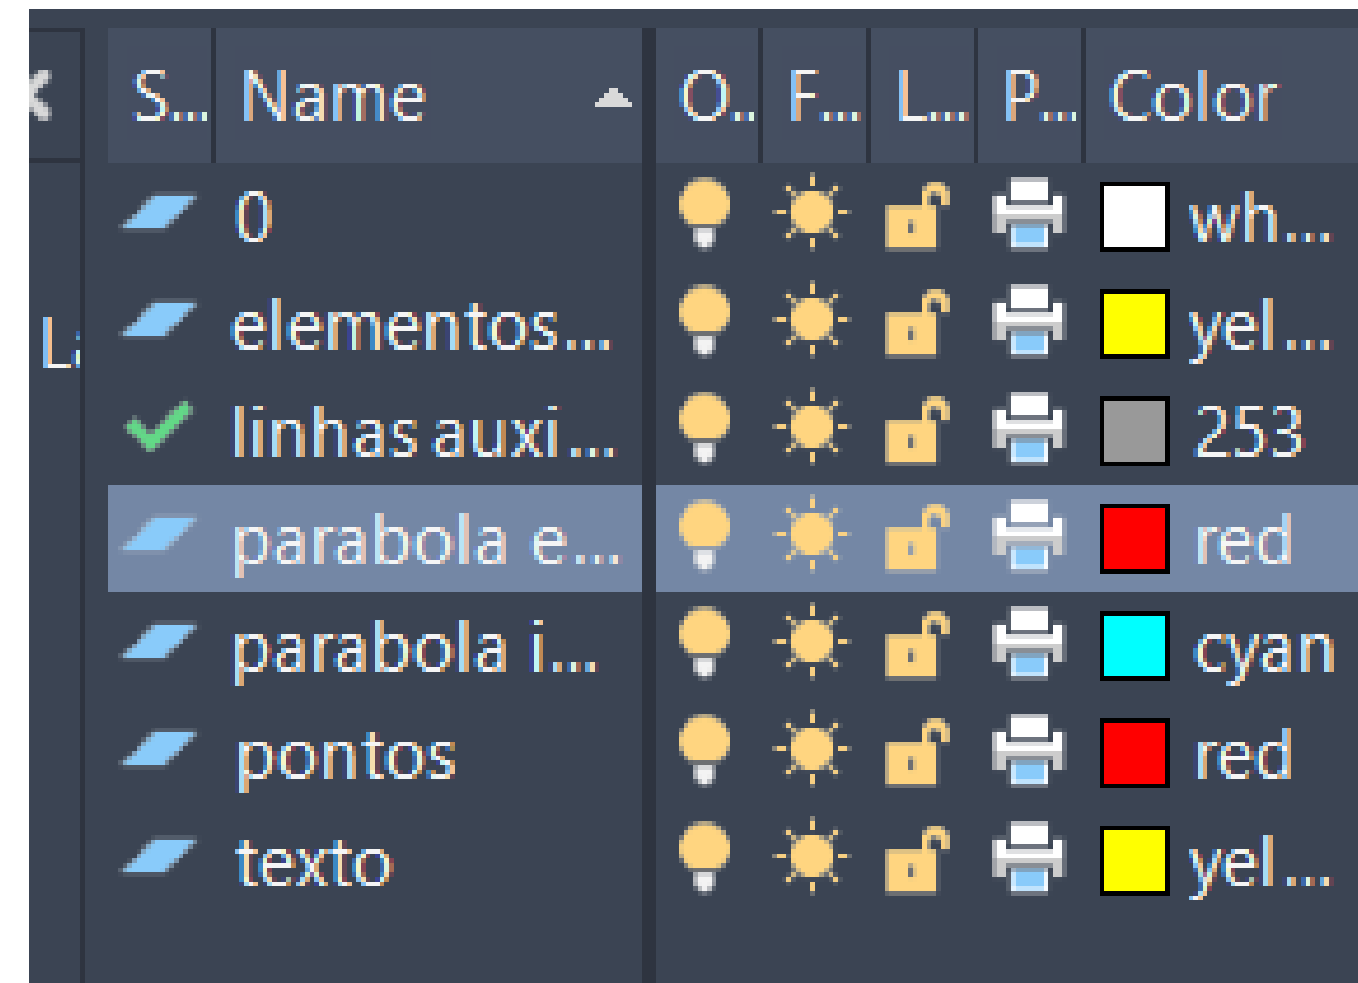 S... Name O... F... L... P... Color
0 wh...
elementos... yel...
linhas auxi... 253
parabola e... red
parabola i... cyan
pontos red
texto yel...